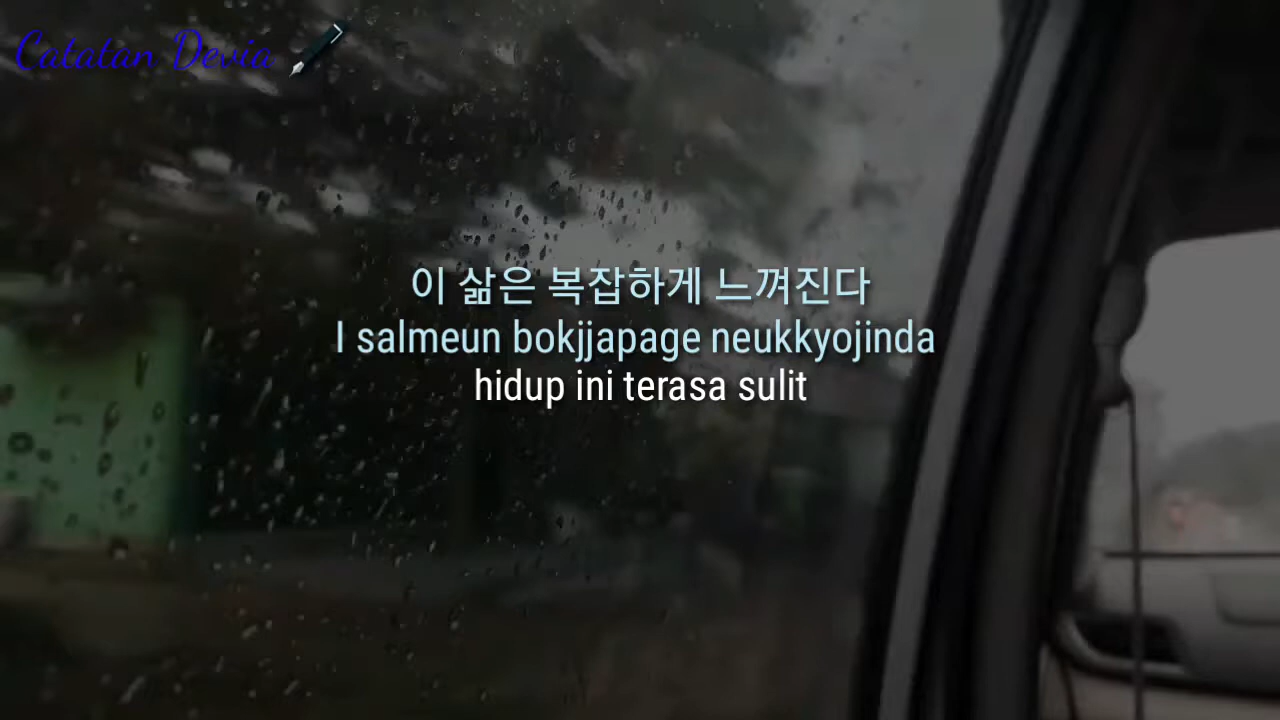 Catatan Devia
이 삶은 복잡하게 느껴진다
I salmeun bokjjapage neukkyojinda
hidup ini terasa sulit